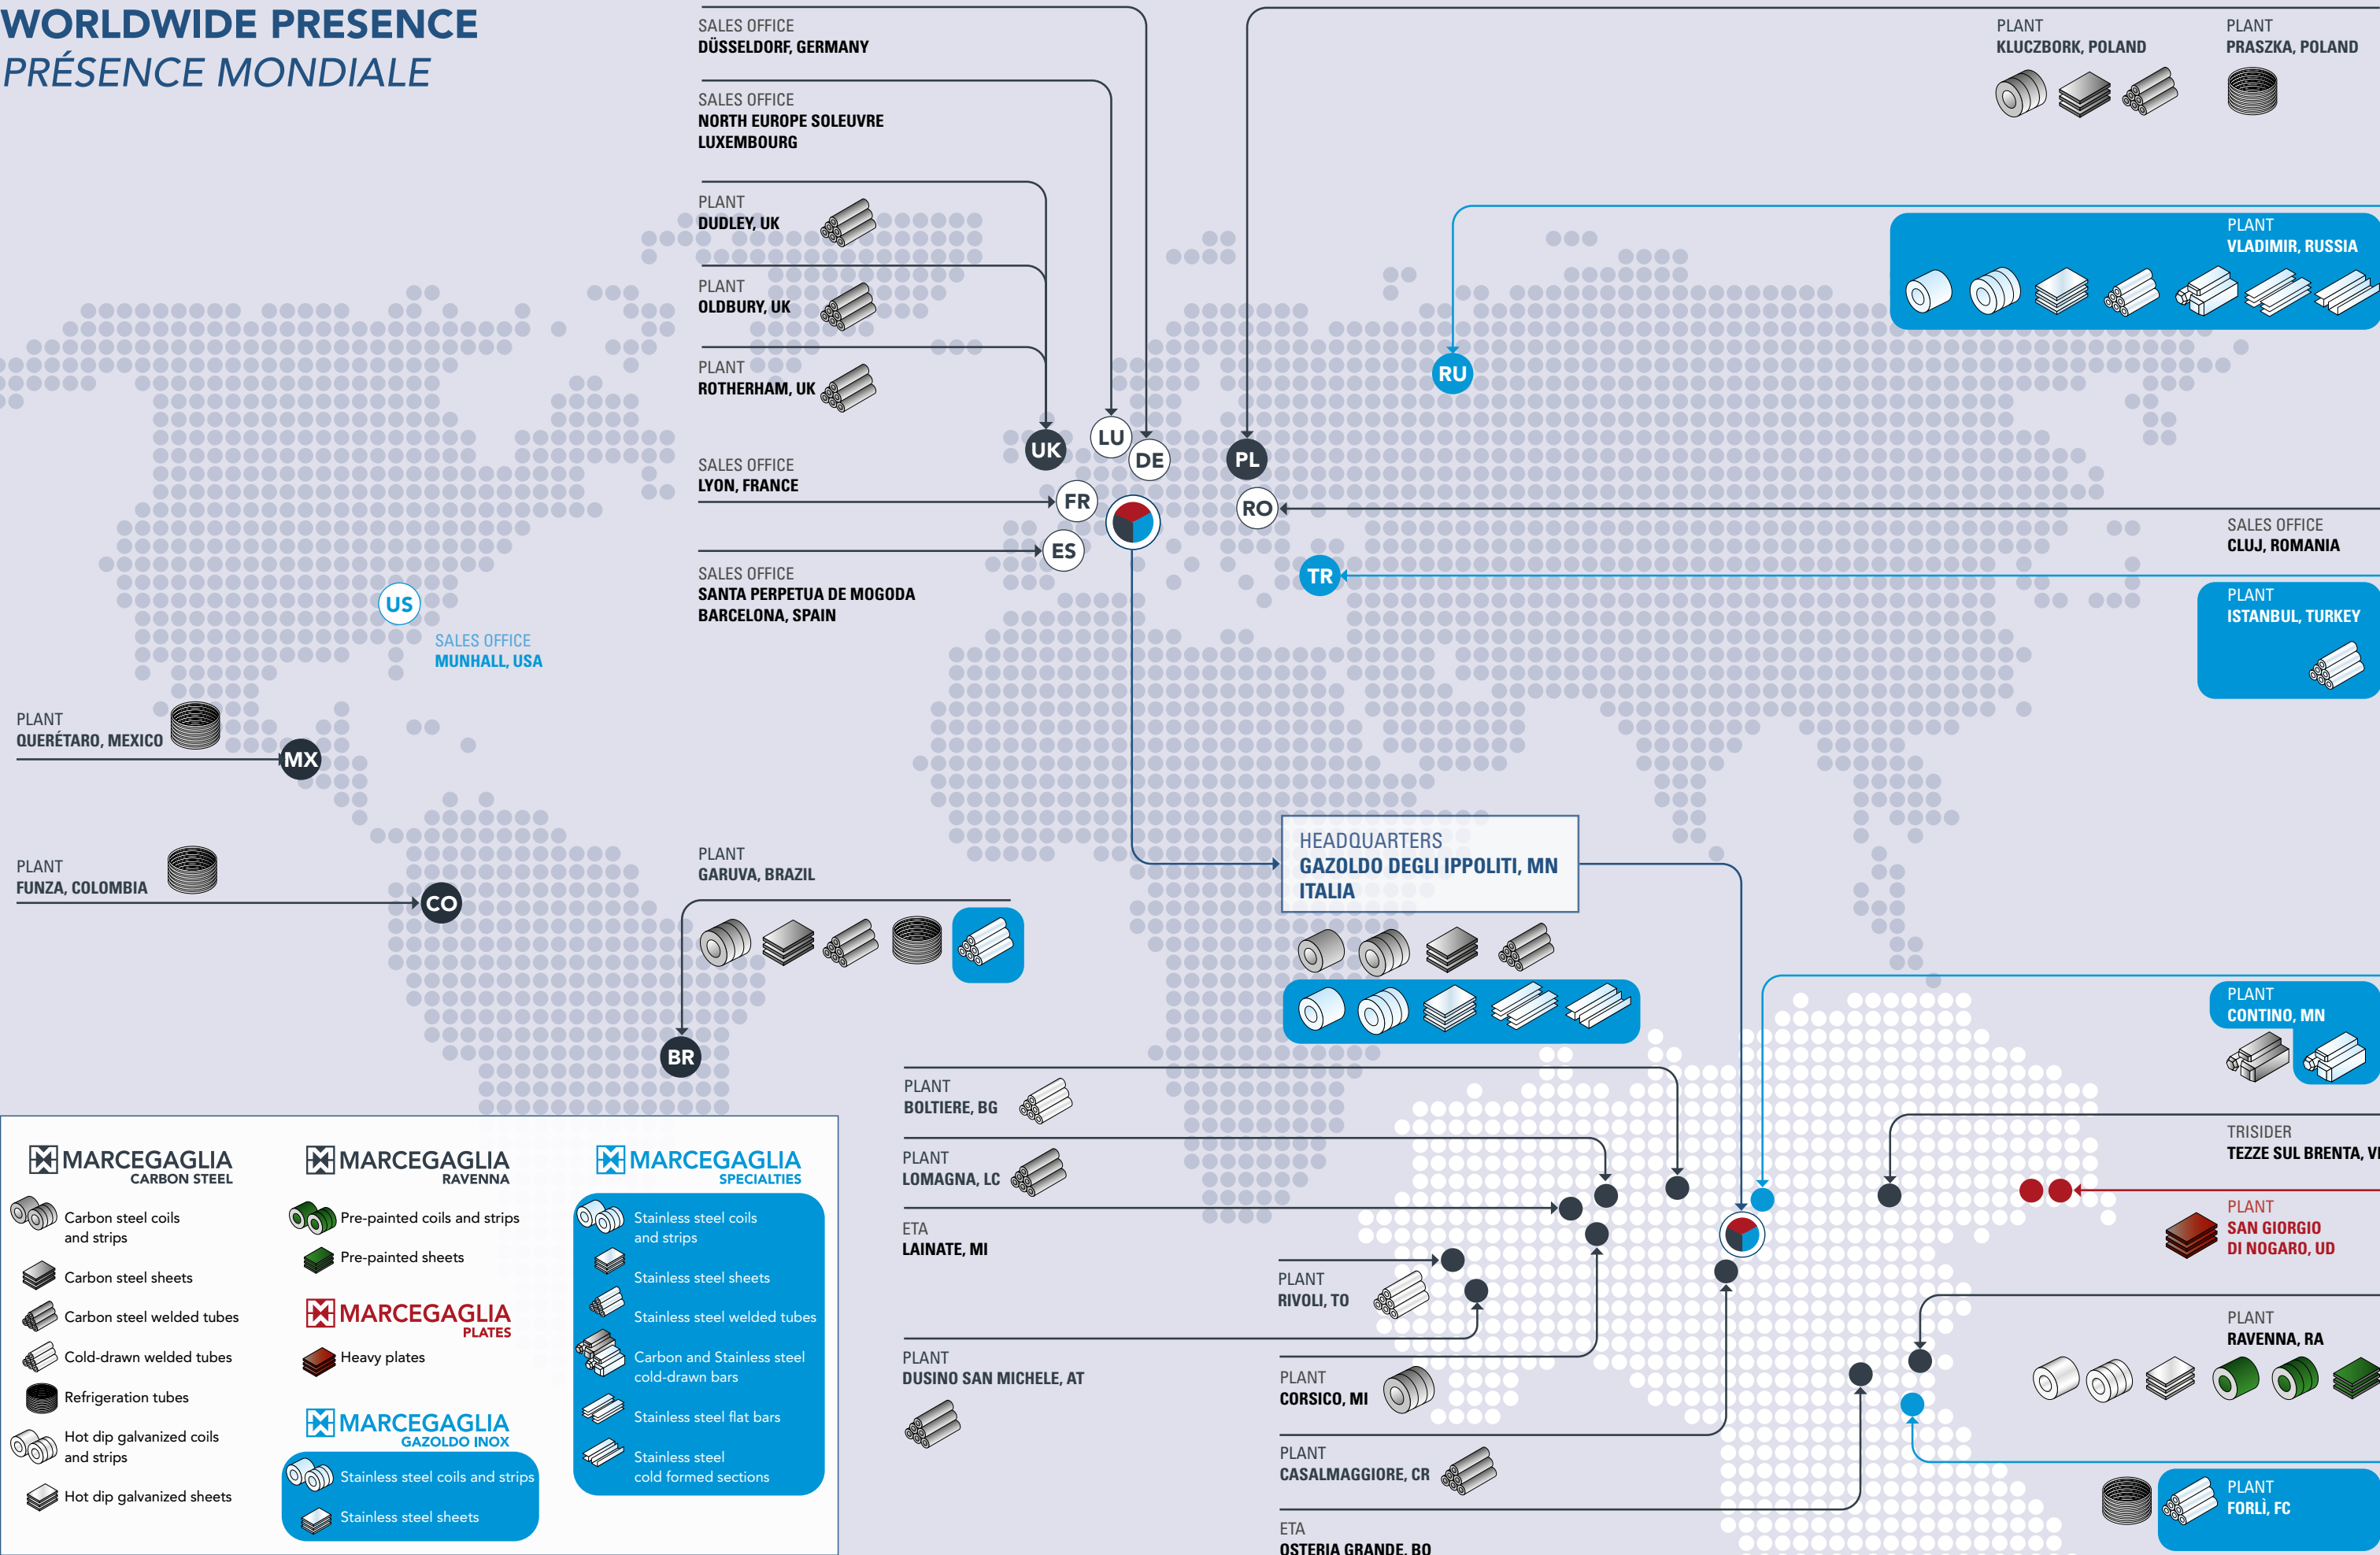 WORLDWIDE PRESENCE
PRÉSENCE MONDIALE
SALES OFFICE
DÜSSELDORF, GERMANY
SALES OFFICE
NORTH EUROPE SOLEUVRE
LUXEMBOURG
PLANT
DUDLEY, UK
PLANT
OLDBURY, UK
PLANT
ROTHERHAM, UK
SALES OFFICE
LYON, FRANCE
SALES OFFICE
SANTA PERPETUA DE MOGODA
BARCELONA, SPAIN
PLANT
KLUCZBORK, POLAND
PLANT
PRASZKA, POLAND
PLANT
VLADIMIR, RUSSIA
SALES OFFICE
CLUJ, ROMANIA
PLANT
ISTANBUL, TURKEY
RU
UK
LU
DE
PL
FR
RO
ES
TR
US
SALES OFFICE
MUNHALL, USA
PLANT
QUERÉTARO, MEXICO
MX
PLANT
FUNZA, COLOMBIA
CO
PLANT
GARUVA, BRAZIL
BR
HEADQUARTERS
GAZOLDO DEGLI IPPOLITI, MN
ITALIA
PLANT
CONTINO, MN
TRISIDER
TEZZE SUL BRENTA, VI
PLANT
SAN GIORGIO
DI NOGARO, UD
PLANT
RAVENNA, RA
PLANT
FORLÌ, FC
PLANT
BOLTIERE, BG
PLANT
LOMAGNA, LC
ETA
LAINATE, MI
PLANT
RIVOLI, TO
PLANT
DUSINO SAN MICHELE, AT
PLANT
CORSICO, MI
PLANT
CASALMAGGIORE, CR
ETA
OSTERIA GRANDE, BO
MARCEGAGLIA
CARBON STEEL
Carbon steel coils
and strips
Carbon steel sheets
Carbon steel welded tubes
Cold-drawn welded tubes
Refrigeration tubes
Hot dip galvanized coils
and strips
Hot dip galvanized sheets
MARCEGAGLIA
RAVENNA
Pre-painted coils and strips
Pre-painted sheets
MARCEGAGLIA
PLATES
Heavy plates
MARCEGAGLIA
GAZOLDO INOX
Stainless steel coils and strips
Stainless steel sheets
MARCEGAGLIA
SPECIALTIES
Stainless steel coils
and strips
Stainless steel sheets
Stainless steel welded tubes
Carbon and Stainless steel
cold-drawn bars
Stainless steel flat bars
Stainless steel
cold formed sections